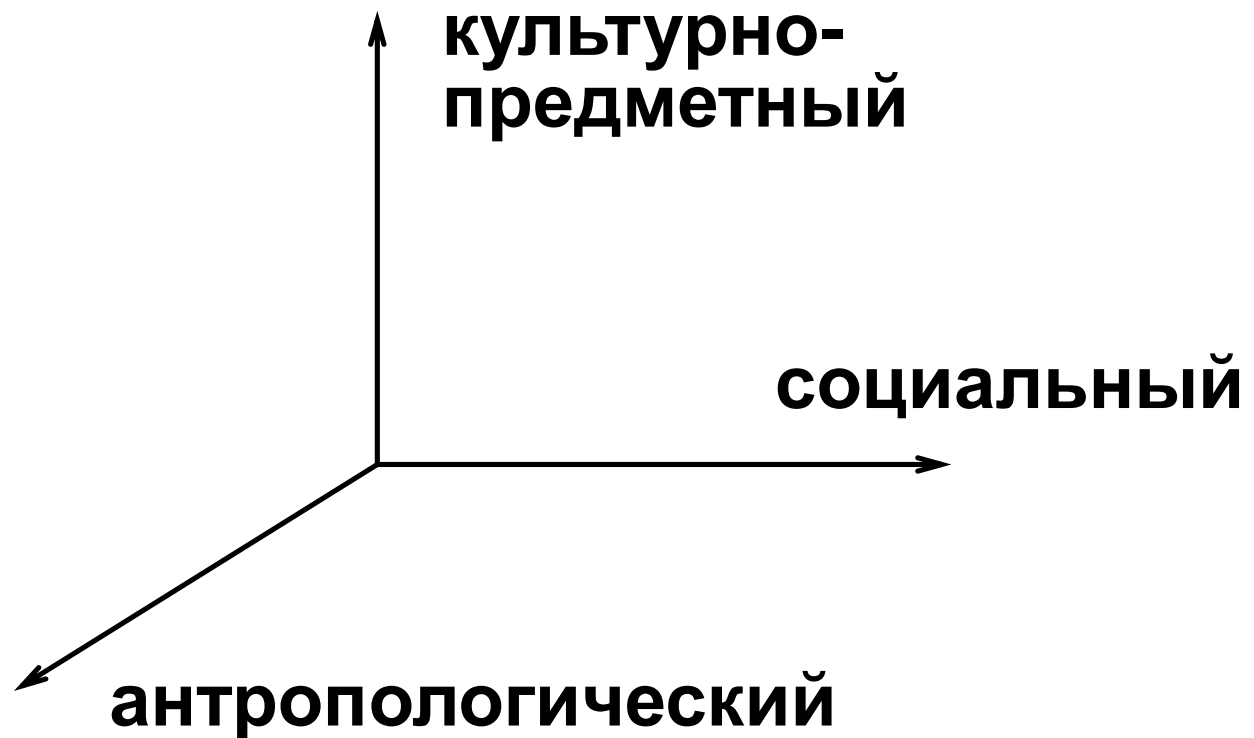 культурно-
предметный
социальный
антропологический